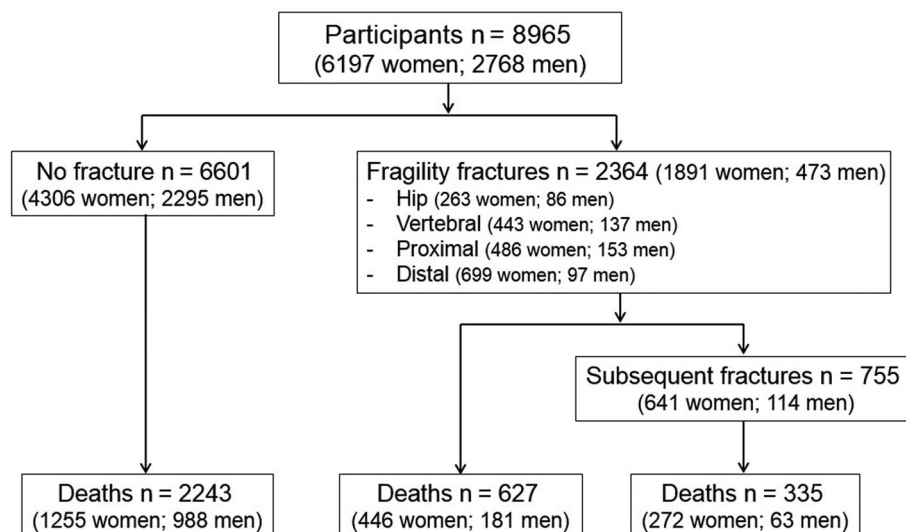 Participants n = 8965
(6197 women; 2768 men)
No fracture n = 6601
(4306 women; 2295 men)
Fragility fractures n = 2364 (1891 women; 473 men)
- Hip (263 women; 86 men)
- Vertebral (443 women; 137 men)
- Proximal (486 women; 153 men)
- Distal (699 women; 97 men)
Subsequent fractures n = 755
(641 women; 114 men)
Deaths n = 2243
(1255 women; 988 men)
Deaths n = 627
(446 women; 181 men)
Deaths n = 335
(272 women; 63 men)